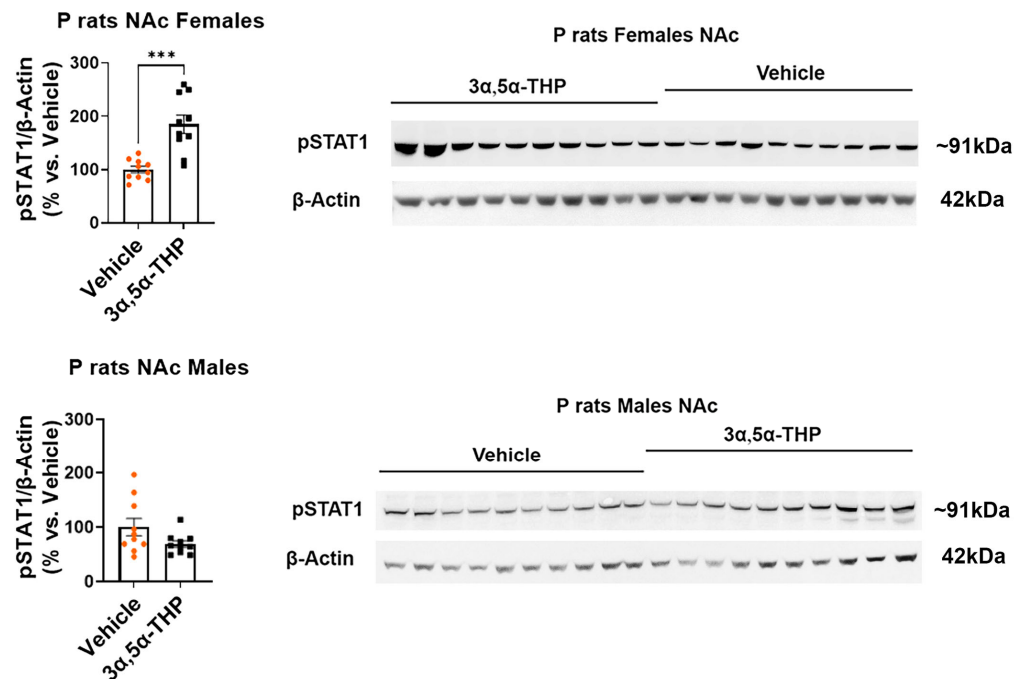 P rats NAc Females
pSTAT1/β-Actin
(% vs. Vehicle)
300
200
100
0
***
Vehicle
3α,5α-THP
P rats Females NAc
3α,5α-THP
Vehicle
pSTAT1
~91kDa
β-Actin
42kDa
P rats NAc Males
pSTAT1/β-Actin
(% vs. Vehicle)
300
200
100
0
Vehicle
3α,5α-THP
P rats Males NAc
Vehicle
3α,5α-THP
pSTAT1
~91kDa
β-Actin
42kDa